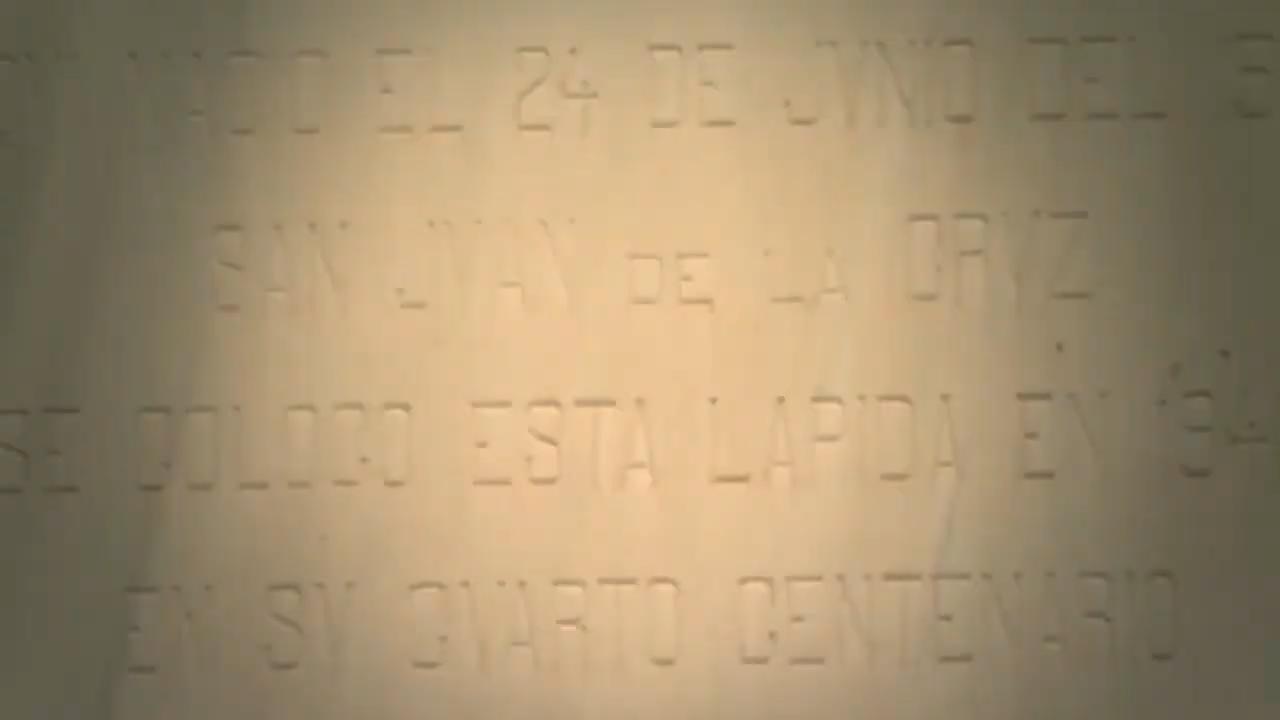 EL 24 DE JVNIO DEL
SAN JVAN DE LA CRVZ
SE COLOCO ESTA LAPIDA EN
EN SV CVARTO CENTENARIO